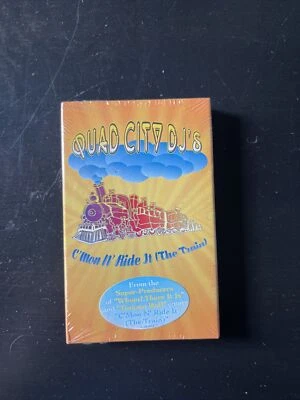 QUAD CITY DJ'S
C'Mon N' Ride It (The Train)
From the
Super-Producers
of "Whoot! There It Is"
and "Tootsee Roll" comes
"C'Mon N' Ride It
(The Train)"